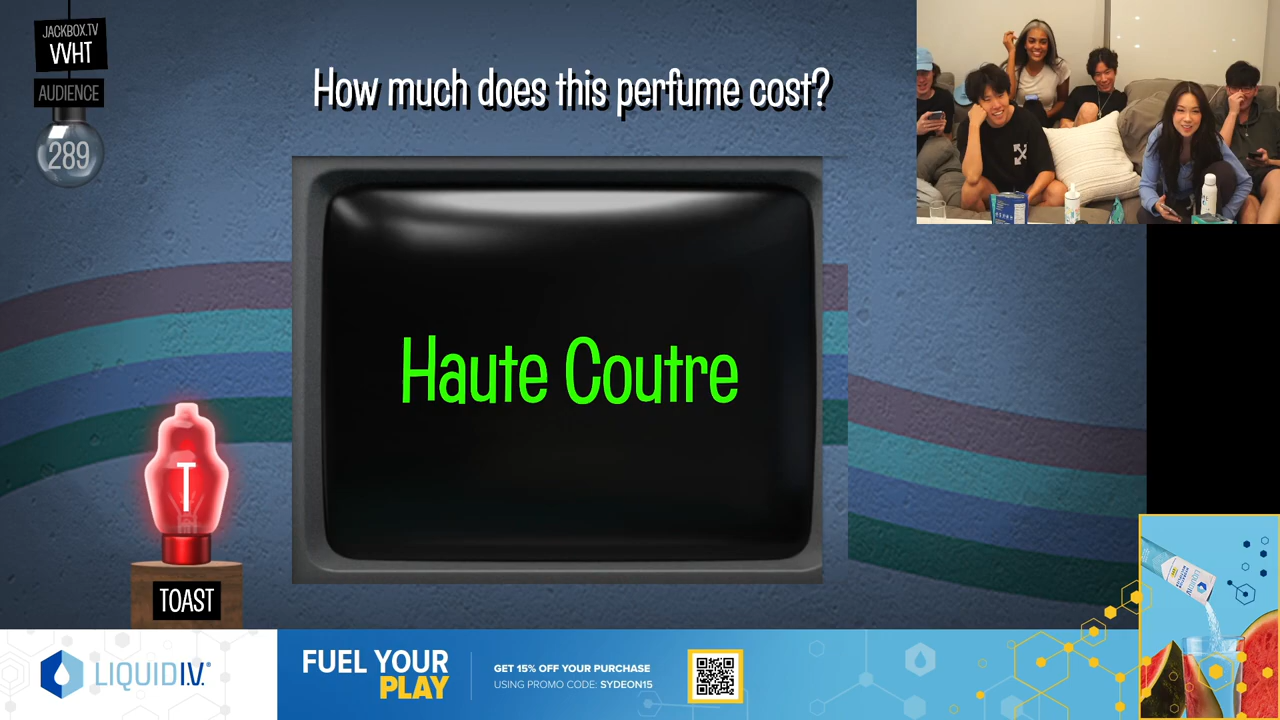 JACKBOX.TV
VVHT
AUDIENCE
289
How much does this perfume cost?
Haute Coutre
T
TOAST
LIQUID I.V.
FUEL YOUR
PLAY
GET 15% OFF YOUR PURCHASE
USING PROMO CODE: SYDEON15